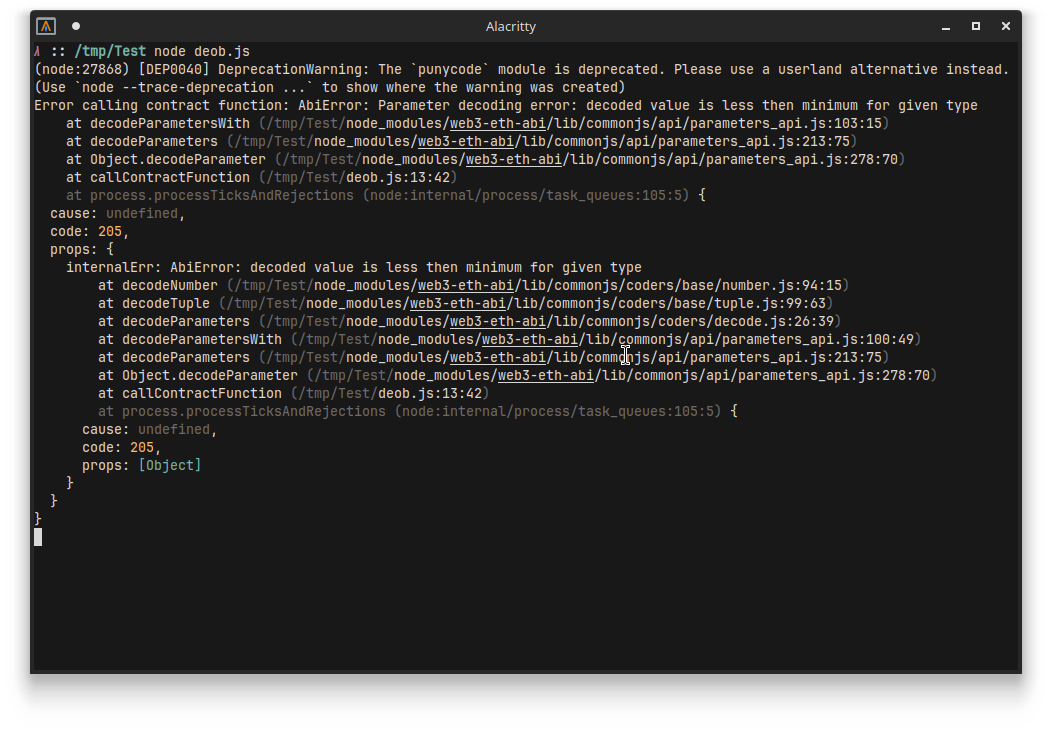 Alacritty
λ :: /tmp/Test node deob.js
(node:27868) [DEP0040] DeprecationWarning: The `punycode` module is deprecated. Please use a userland alternative instead.
(Use `node --trace-deprecation ...` to show where the warning was created)
Error calling contract function: AbiError: Parameter decoding error: decoded value is less then minimum for given type
    at decodeParametersWith (/tmp/Test/node_modules/web3-eth-abi/lib/commonjs/api/parameters_api.js:103:15)
    at decodeParameters (/tmp/Test/node_modules/web3-eth-abi/lib/commonjs/api/parameters_api.js:213:75)
    at Object.decodeParameter (/tmp/Test/node_modules/web3-eth-abi/lib/commonjs/api/parameters_api.js:278:70)
    at callContractFunction (/tmp/Test/deob.js:13:42)
    at process.processTicksAndRejections (node:internal/process/task_queues:105:5) {
  cause: undefined,
  code: 205,
  props: {
    internalErr: AbiError: decoded value is less then minimum for given type
        at decodeNumber (/tmp/Test/node_modules/web3-eth-abi/lib/commonjs/coders/base/number.js:94:15)
        at decodeTuple (/tmp/Test/node_modules/web3-eth-abi/lib/commonjs/coders/base/tuple.js:99:63)
        at decodeParameters (/tmp/Test/node_modules/web3-eth-abi/lib/commonjs/coders/decode.js:26:39)
        at decodeParametersWith (/tmp/Test/node_modules/web3-eth-abi/lib/commonjs/api/parameters_api.js:100:49)
        at decodeParameters (/tmp/Test/node_modules/web3-eth-abi/lib/commonjs/api/parameters_api.js:213:75)
        at Object.decodeParameter (/tmp/Test/node_modules/web3-eth-abi/lib/commonjs/api/parameters_api.js:278:70)
        at callContractFunction (/tmp/Test/deob.js:13:42)
        at process.processTicksAndRejections (node:internal/process/task_queues:105:5) {
      cause: undefined,
      code: 205,
      props: [Object]
    }
  }
}